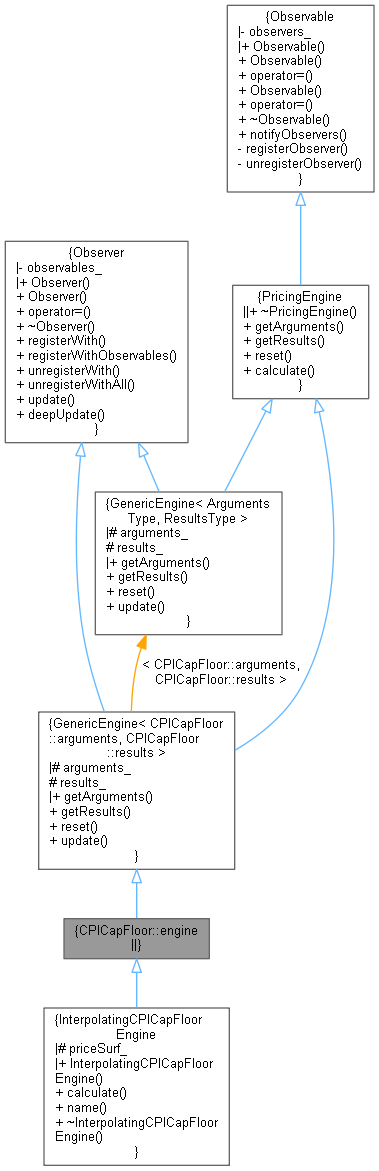 {Observable
|- observers_
|+ Observable()
+ Observable()
+ operator=()
+ Observable()
+ operator=()
+ ~Observable()
+ notifyObservers()
- registerObserver()
- unregisterObserver()
}
{Observer
|- observables_
|+ Observer()
+ Observer()
+ operator=()
+ ~Observer()
+ registerWith()
+ registerWithObservables()
+ unregisterWith()
+ unregisterWithAll()
+ update()
+ deepUpdate()
}
{PricingEngine
||+ ~PricingEngine()
+ getArguments()
+ getResults()
+ reset()
+ calculate()
}
{GenericEngine< Arguments
Type, ResultsType >
|# arguments_
# results_
|+ getArguments()
+ getResults()
+ reset()
+ update()
}
< CPICapFloor::arguments,
CPICapFloor::results >
{GenericEngine< CPICapFloor
::arguments, CPICapFloor
::results >
|# arguments_
# results_
|+ getArguments()
+ getResults()
+ reset()
+ update()
}
{CPICapFloor::engine
||}
{InterpolatingCPICapFloor
Engine
|# priceSurf_
|+ InterpolatingCPICapFloor
Engine()
+ calculate()
+ name()
+ ~InterpolatingCPICapFloor
Engine()
}